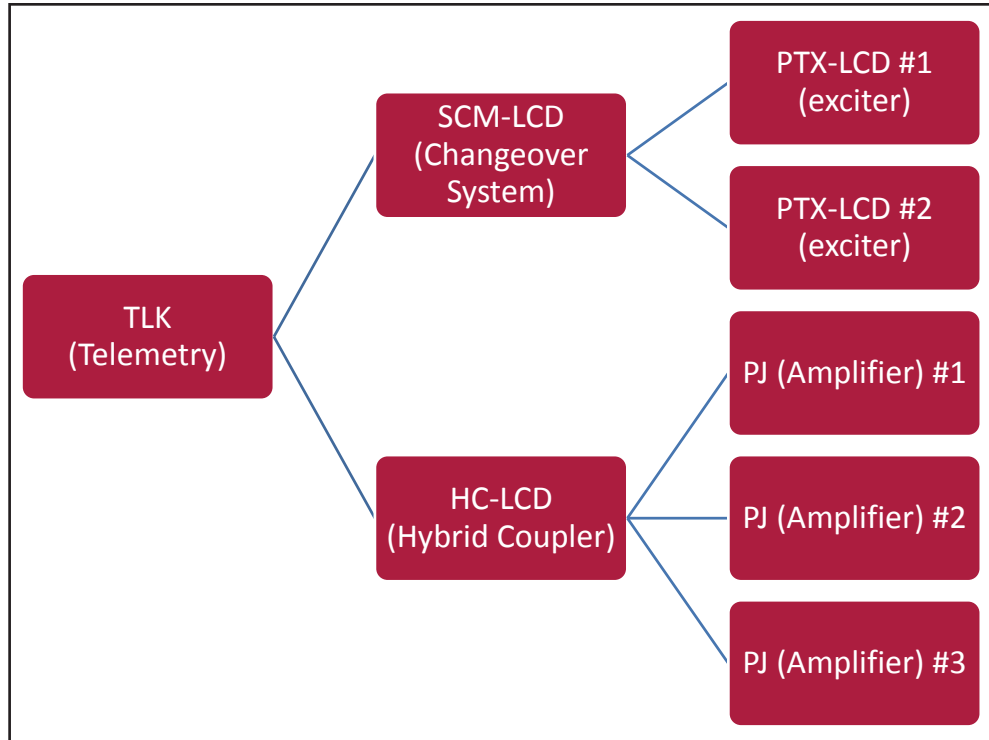 TLK
(Telemetry)
SCM-LCD
(Changeover
System)
HC-LCD
(Hybrid Coupler)
PTX-LCD #1
(exciter)
PTX-LCD #2
(exciter)
PJ (Amplifier) #1
PJ (Amplifier) #2
PJ (Amplifier) #3